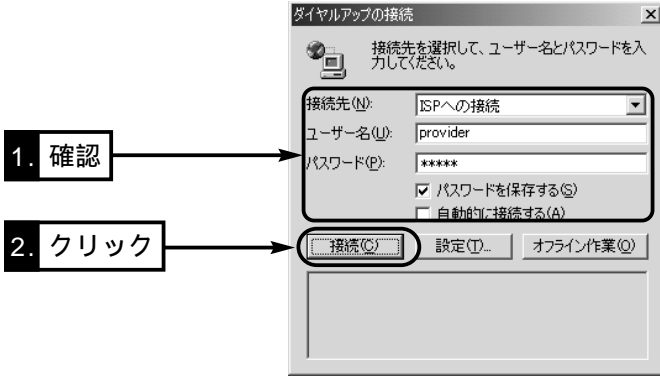 ダイヤルアップの接続
接続先を選択して、ユーザー名とパスワードを入
力してください。
接続先(N):
ISPへの接続
ユーザー名(U):
provider
パスワード(P):
*****
パスワードを保存する(S)
自動的に接続する(A)
1. 確認
2. クリック
接続(C)
設定(T)...
オフライン作業(O)